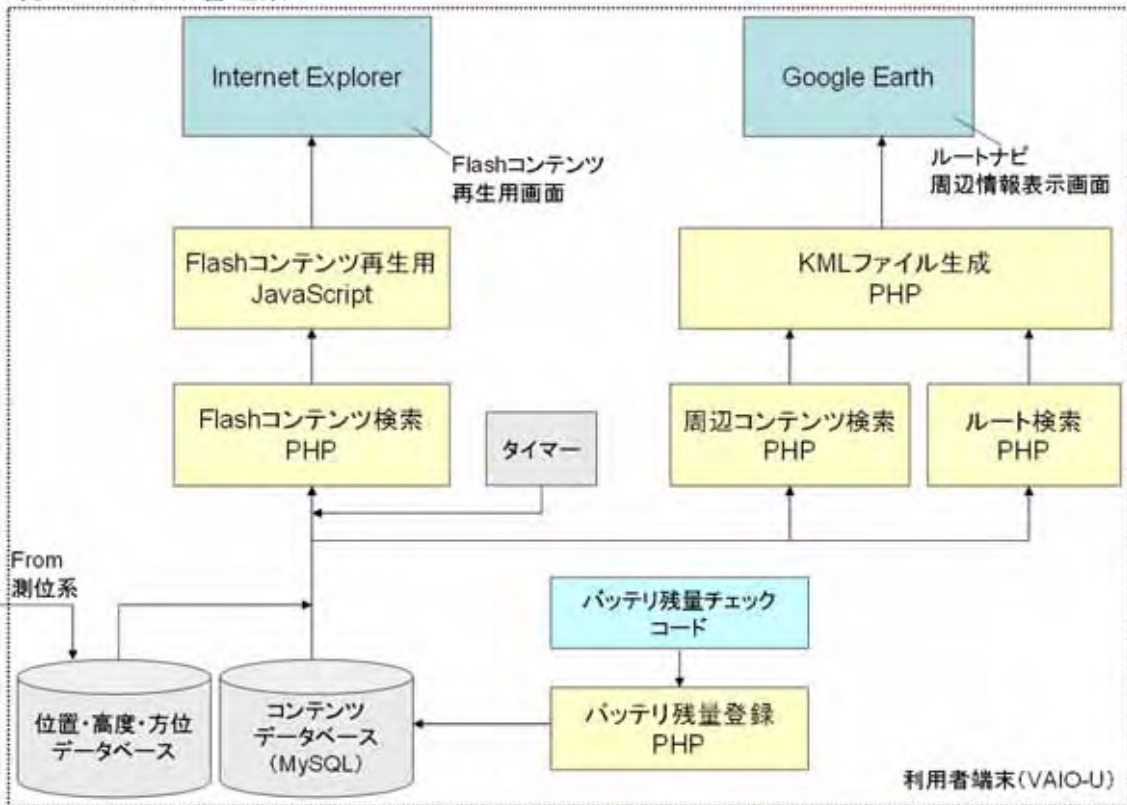 Internet Explorer
Google Earth
Flashコンテンツ
再生用画面
ルートナビ
周辺情報表示画面
Flashコンテンツ再生用
JavaScript
KMLファイル生成
PHP
Flashコンテンツ検索
PHP
タイマー
周辺コンテンツ検索
PHP
ルート検索
PHP
From
測位系
バッテリ残量チェック
コード
位置・高度・方位
データベース
コンテンツ
データベース
(MySQL)
バッテリ残量登録
PHP
利用者端末(VAIO-U)